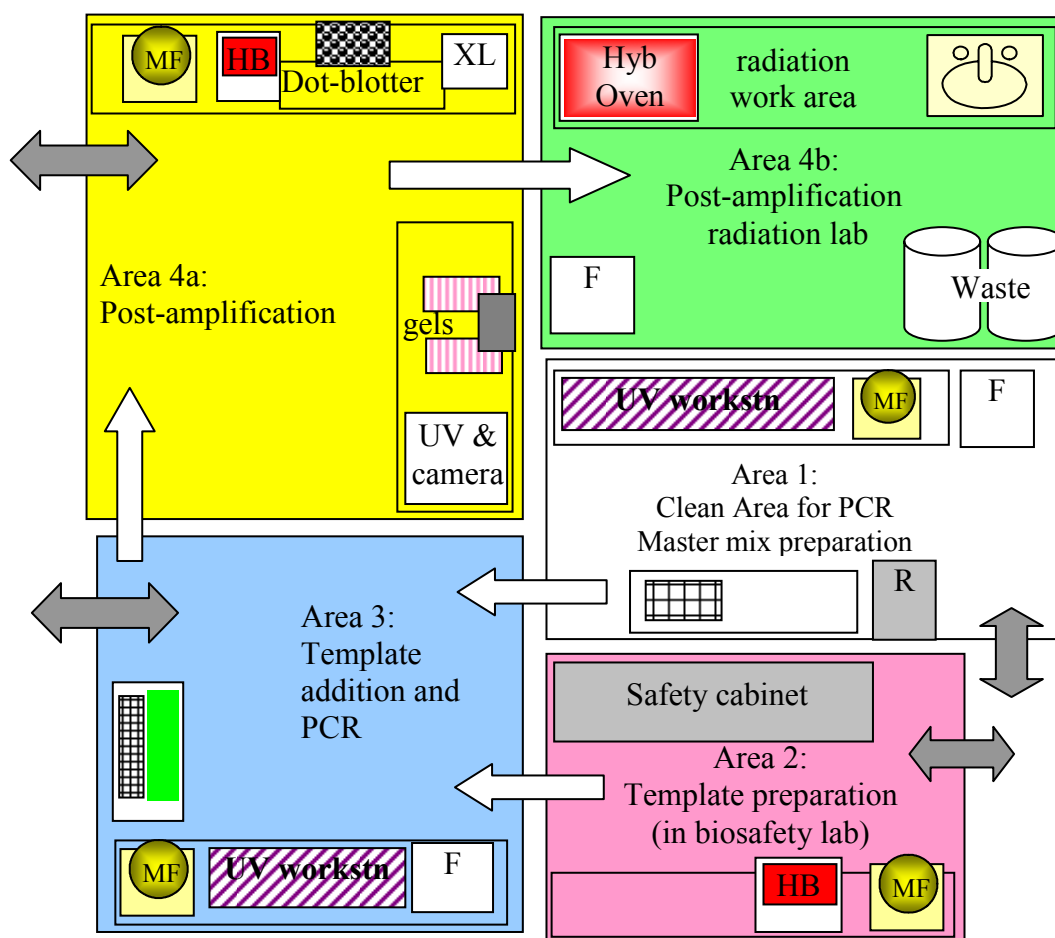 MF
HB
Dot-blotter
XL
Area 4a:
Post-amplification
gels
UV &
camera
Hyb
Oven
radiation
work area
Area 4b:
Post-amplification
radiation lab
F
Waste
UV workstn
MF
F
Area 1:
Clean Area for PCR
Master mix preparation
R
Area 3:
Template
addition and
PCR
MF
UV workstn
F
Safety cabinet
Area 2:
Template preparation
(in biosafety lab)
HB
MF